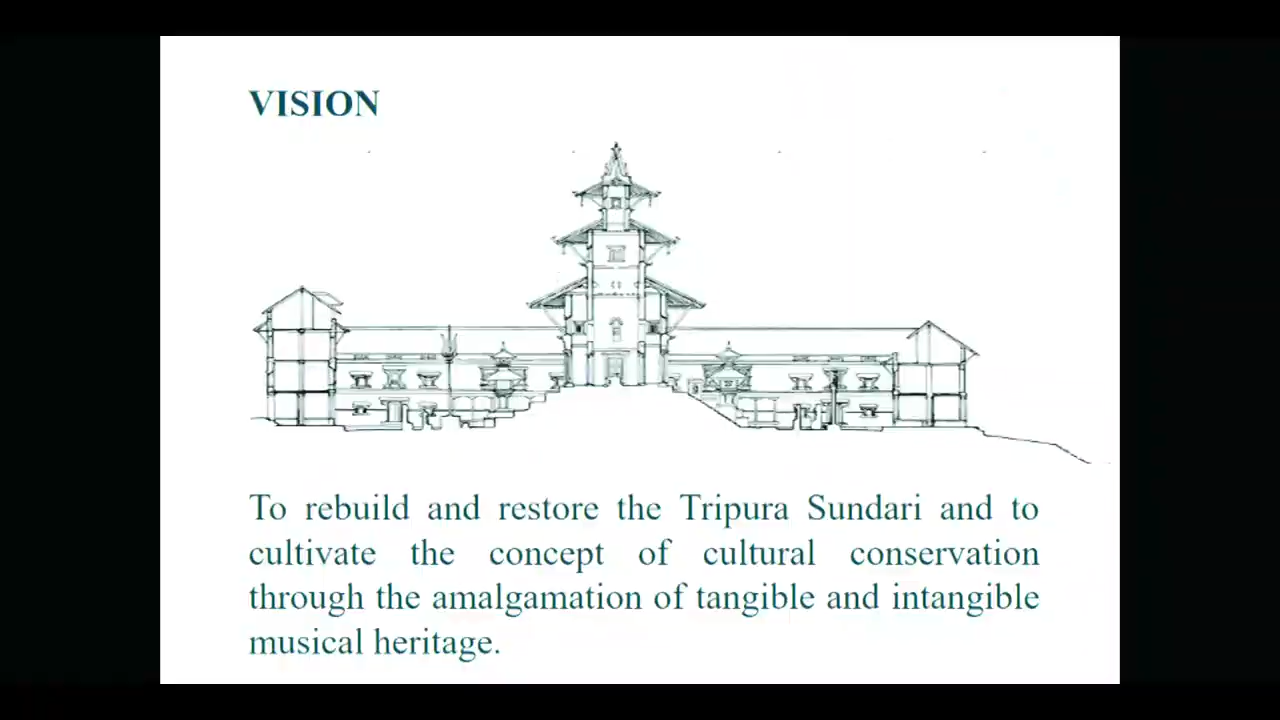 VISION
To rebuild and restore the Tripura Sundari and to
cultivate the concept of cultural conservation
through the amalgamation of tangible and intangible
musical heritage.